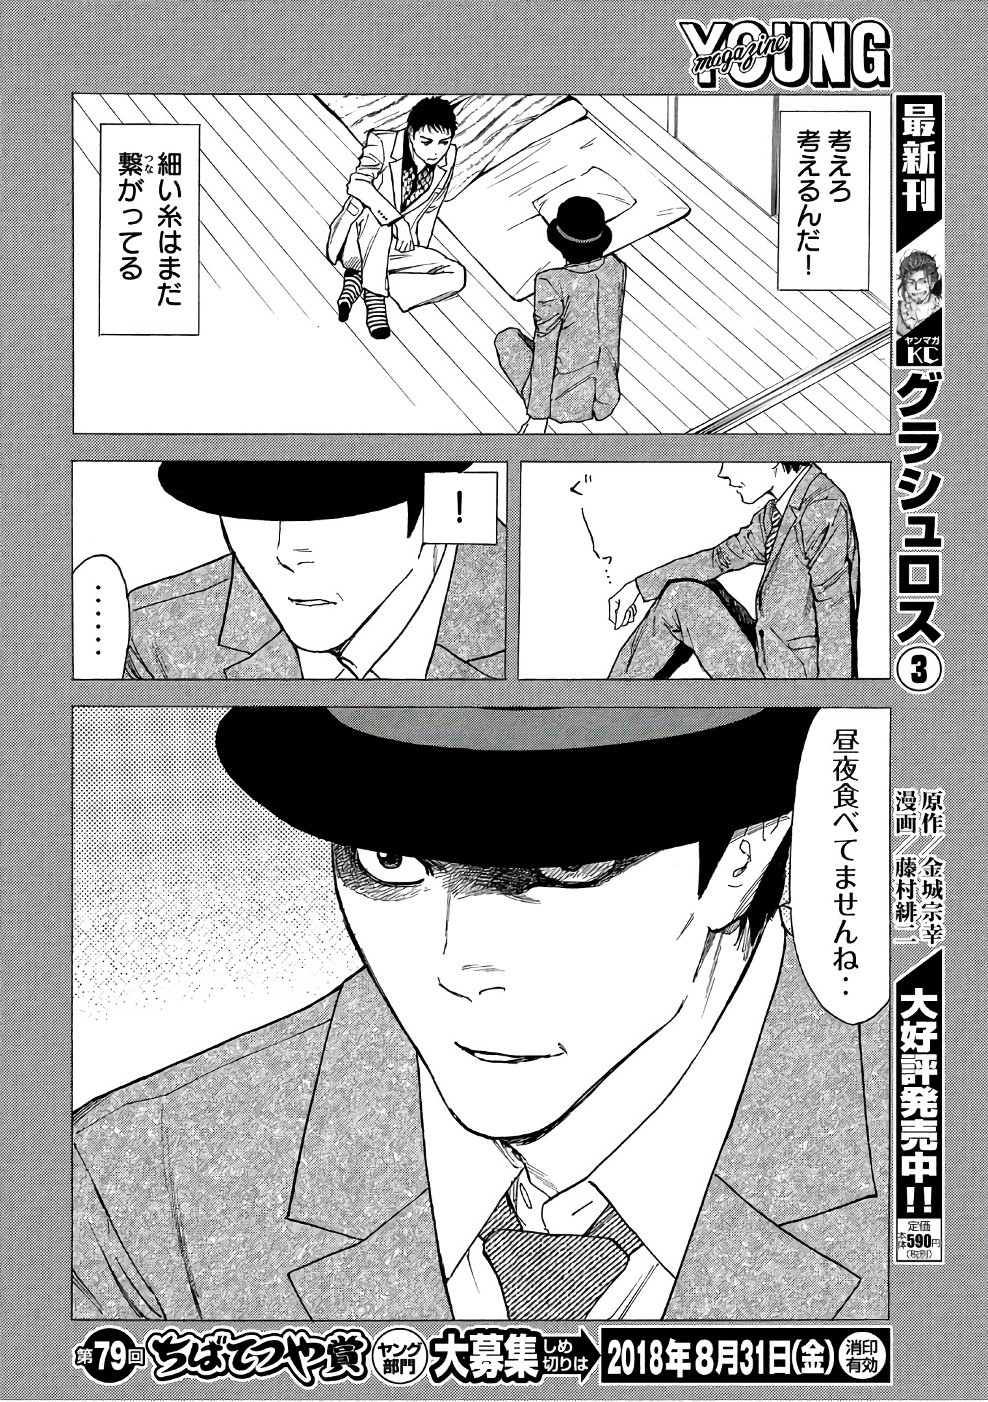 YOUNG
magazine
考えろ
考えるんだ！
細い糸はまだ
繋がってる
つな
ぐぅ…
！
……
昼夜食べてませんね‥
最新刊
ヤンマガ
KC
グラシュロス
3
原作／金城宗幸
漫画／藤村緋二
大好評発売中!!
定価
本体590円
(税別)
第79回
ちばてつや賞
ヤング
部門
大募集
しめ
切りは
2018年8月31日(金)
消印
有効